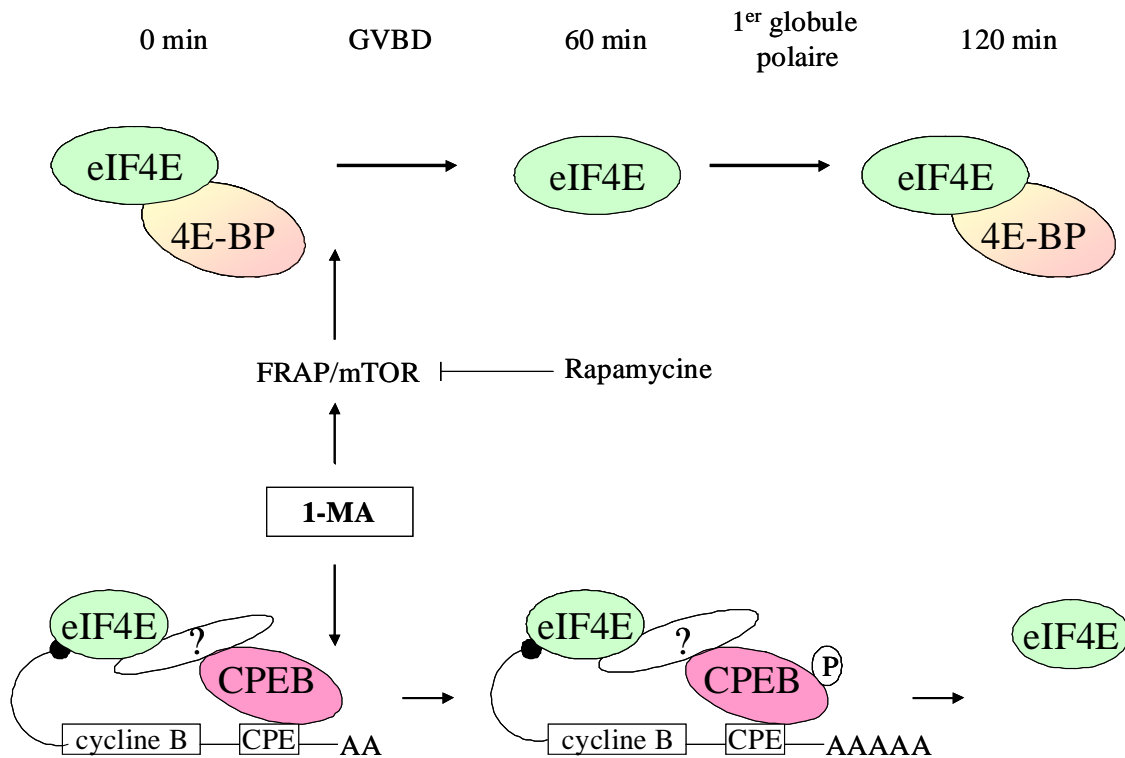 0 min GVBD 60 min 1er globule polaire 120 min
eIF4E
4E-BP
eIF4E
eIF4E
4E-BP
FRAP/mTOR
Rapamycine
1-MA
eIF4E
?
CPEB
cycline B
CPE
AA
eIF4E
?
CPEB
P
cycline B
CPE
AAAAA
eIF4E